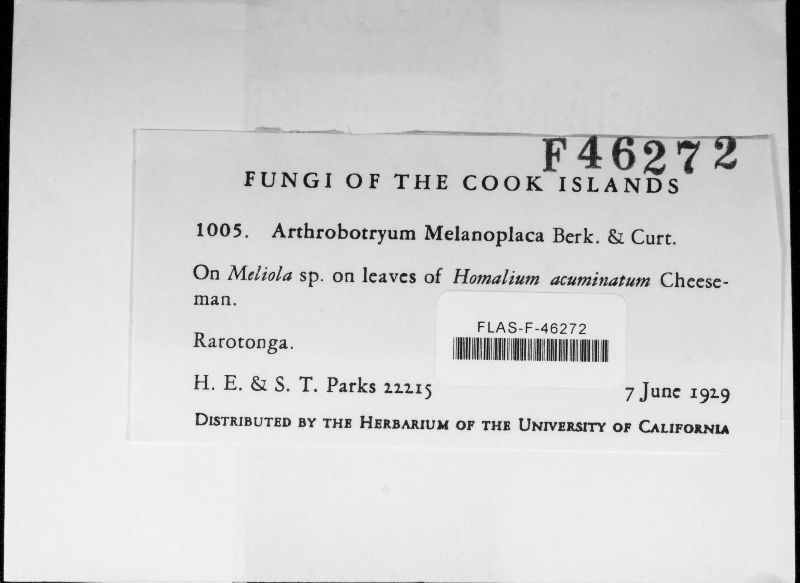 F46272
FUNGI OF THE COOK ISLANDS
1005. Arthrobotryum Melanoplaca Berk. & Curt.
On Meliola sp. on leaves of Homalium acuminatum Cheese-
man.
FLAS-F-46272
Rarotonga.
H. E. & S. T. Parks 22215 7 June 1929
DISTRIBUTED BY THE HERBARIUM OF THE UNIVERSITY OF CALIFORNIA